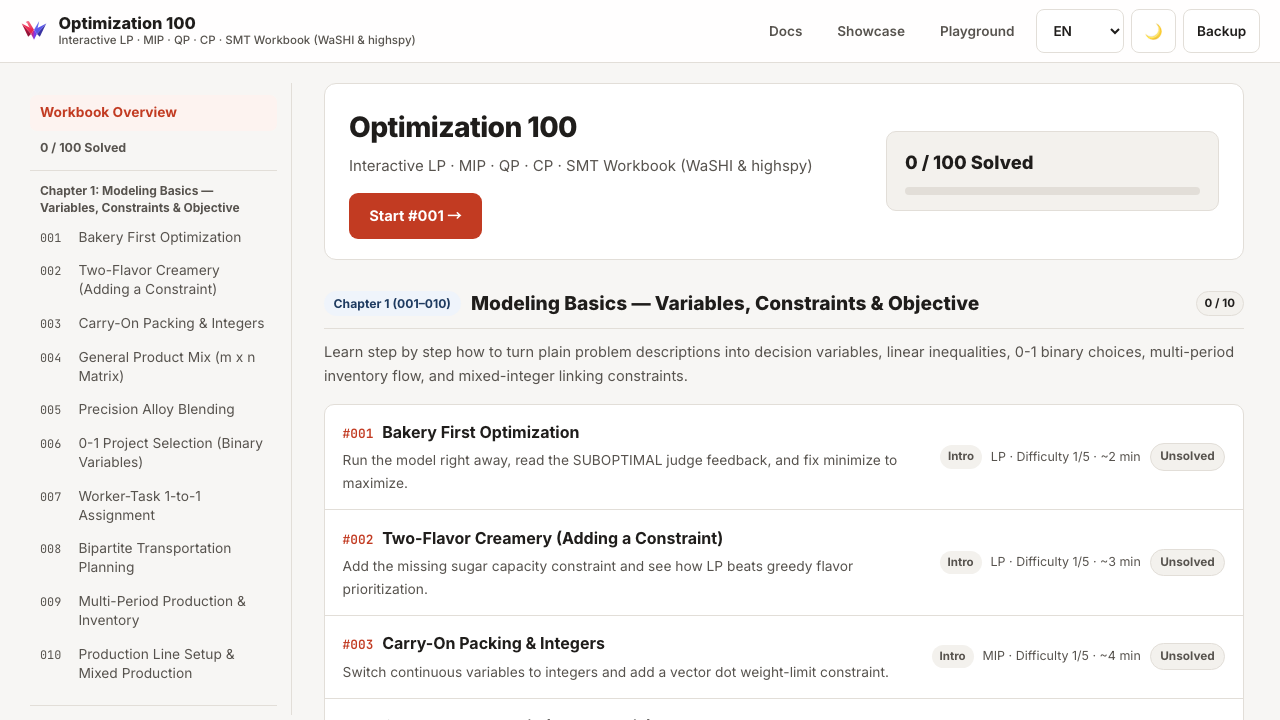 Optimization 100
Interactive LP · MIP · QP · CP · SMT Workbook (WaSHI & highspy)
Docs
Showcase
Playground
EN
Backup
Workbook Overview
0 / 100 Solved
Chapter 1: Modeling Basics —
Variables, Constraints & Objective
001 Bakery First Optimization
002 Two-Flavor Creamery
(Adding a Constraint)
003 Carry-On Packing & Integers
004 General Product Mix (m x n
Matrix)
005 Precision Alloy Blending
006 0-1 Project Selection (Binary
Variables)
007 Worker-Task 1-to-1
Assignment
008 Bipartite Transportation
Planning
009 Multi-Period Production &
Inventory
010 Production Line Setup &
Mixed Production
Optimization 100
Interactive LP · MIP · QP · CP · SMT Workbook (WaSHI & highspy)
Start #001 →
0 / 100 Solved
Chapter 1 (001–010) Modeling Basics — Variables, Constraints & Objective 0 / 10
Learn step by step how to turn plain problem descriptions into decision variables, linear inequalities, 0-1 binary choices, multi-period
inventory flow, and mixed-integer linking constraints.
#001 Bakery First Optimization
Run the model right away, read the SUBOPTIMAL judge feedback, and fix minimize to
maximize.
Intro LP · Difficulty 1/5 · ~2 min Unsolved
#002 Two-Flavor Creamery (Adding a Constraint)
Add the missing sugar capacity constraint and see how LP beats greedy flavor
prioritization.
Intro LP · Difficulty 1/5 · ~3 min Unsolved
#003 Carry-On Packing & Integers
Switch continuous variables to integers and add a vector dot weight-limit constraint.
Intro MIP · Difficulty 1/5 · ~4 min Unsolved